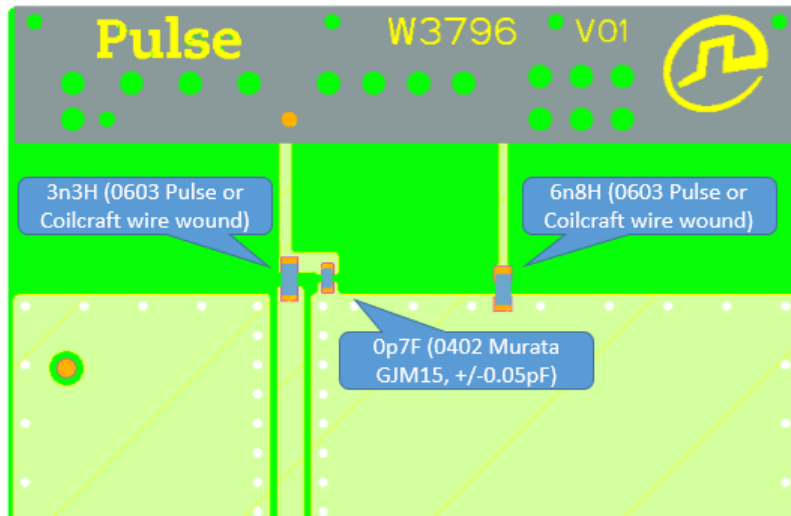 Pulse
W3796
V01
3n3H (0603 Pulse or
Coilcraft wire wound)
6n8H (0603 Pulse or
Coilcraft wire wound)
0p7F (0402 Murata
GJM15, +/-0.05pF)